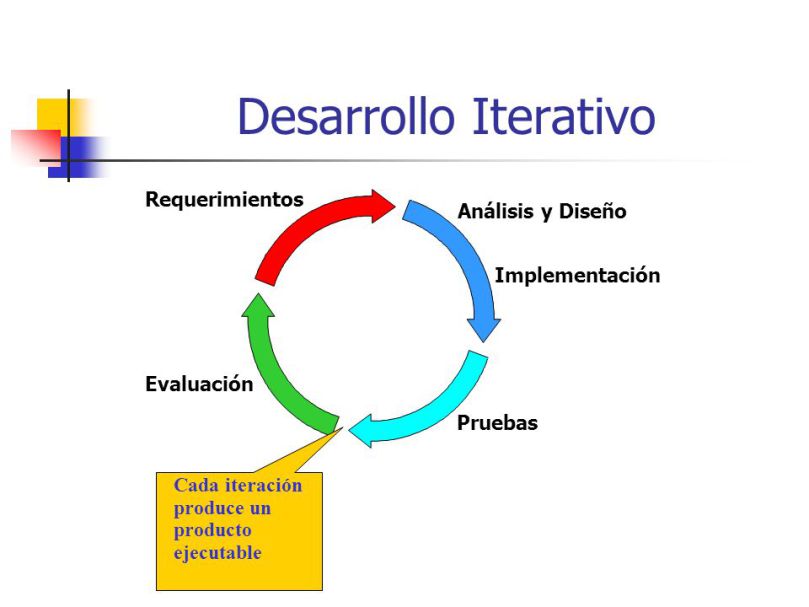 Desarrollo Iterativo
Requerimientos
Análisis y Diseño
Implementación
Evaluación
Pruebas
Cada iteración
produce un
producto
ejecutable